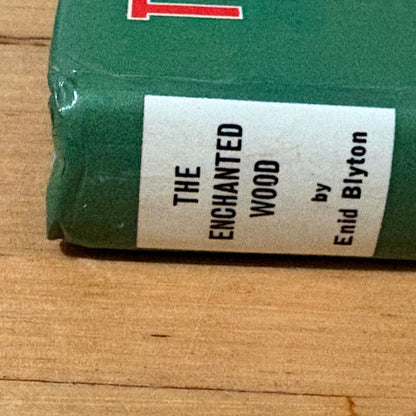 THE
ENCHANTED
WOOD
by
Enid Blyton